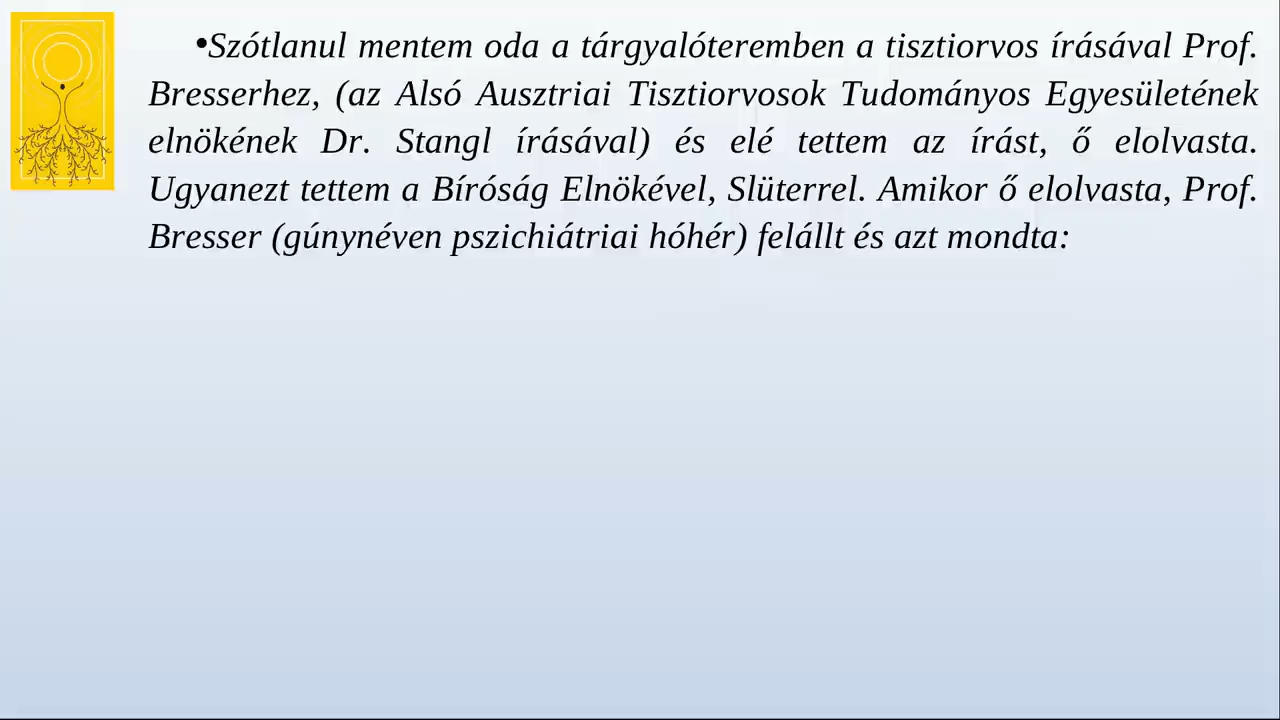 •Szótlanul mentem oda a tárgyalóteremben a tisztiorvos írásával Prof.
Bresserhez, (az Alsó Ausztriai Tisztiorvosok Tudományos Egyesületének
elnökének Dr. Stangl írásával) és elé tettem az írást, ő elolvasta.
Ugyanezt tettem a Bíróság Elnökével, Slüterrel. Amikor ő elolvasta, Prof.
Bresser (gúnynéven pszichiátriai hóhér) felállt és azt mondta: